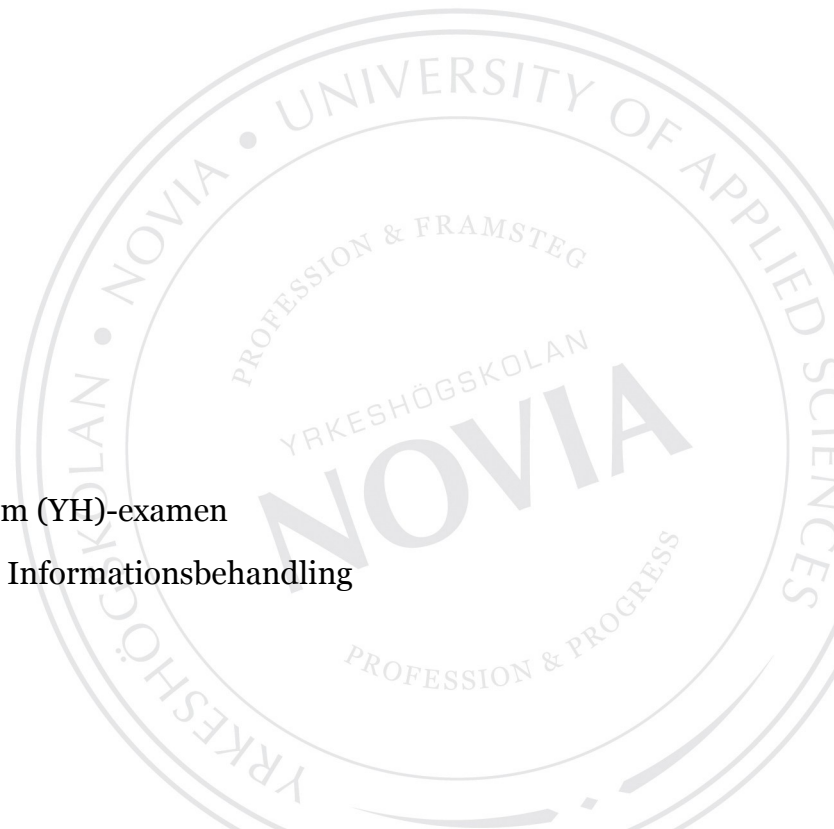 UNIVERSITY OF APPLIED SCIENCES
YRKESHÖGSKOLAN • NOVIA •
PROFESSION & FRAMSTEG
YRKESHÖGSKOLAN
NOVIA
PROFESSION & PROGRESS
m (YH)-examen
Informationsbehandling